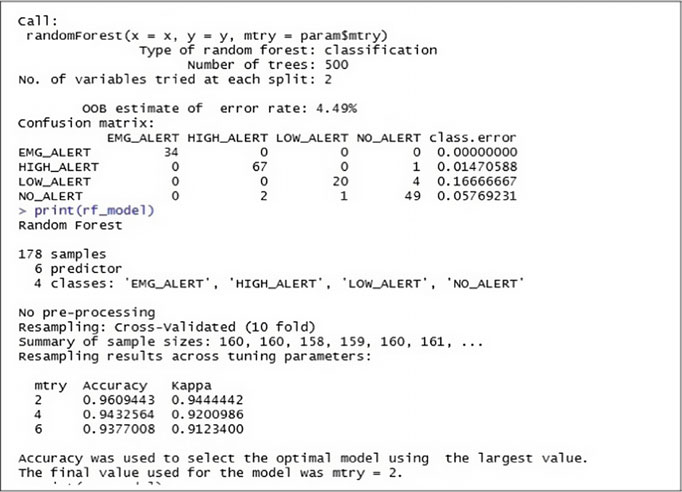 Call:
randomForest(x = x, y = y, mtry = param$mtry)
Type of random forest: classification
Number of trees: 500
No. of variables tried at each split: 2
OOB estimate of  error rate: 4.49%
Confusion matrix:
EMG_ALERT HIGH_ALERT LOW_ALERT NO_ALERT class.error
EMG_ALERT 34 0 0 0 0.00000000
HIGH_ALERT 0 67 0 1 0.01470588
LOW_ALERT 0 0 20 4 0.16666667
NO_ALERT 0 2 1 49 0.05769231
> print(rf_model)
Random Forest
178 samples
6 predictor
4 classes: 'EMG_ALERT', 'HIGH_ALERT', 'LOW_ALERT', 'NO_ALERT'
No pre-processing
Resampling: Cross-Validated (10 fold)
Summary of sample sizes: 160, 160, 158, 159, 160, 161, ...
Resampling results across tuning parameters:
mtry Accuracy Kappa
2 0.9609443 0.9444442
4 0.9432564 0.9200986
6 0.9377008 0.9123400
Accuracy was used to select the optimal model using  the largest value.
The final value used for the model was mtry = 2.